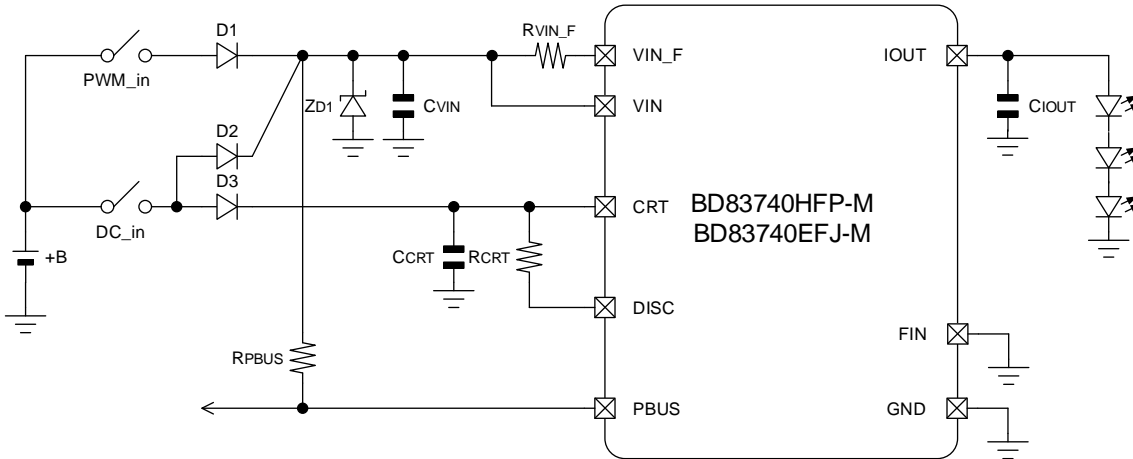 D1
RVIN_F
VIN_F
IOUT
PWM_in
ZD1
CVIN
VIN
CIOUT
D2
D3
DC_in
CRT
BD83740HFP-M
BD83740EFJ-M
+B
CCRT
RCRT
DISC
FIN
RPBUS
PBUS
GND